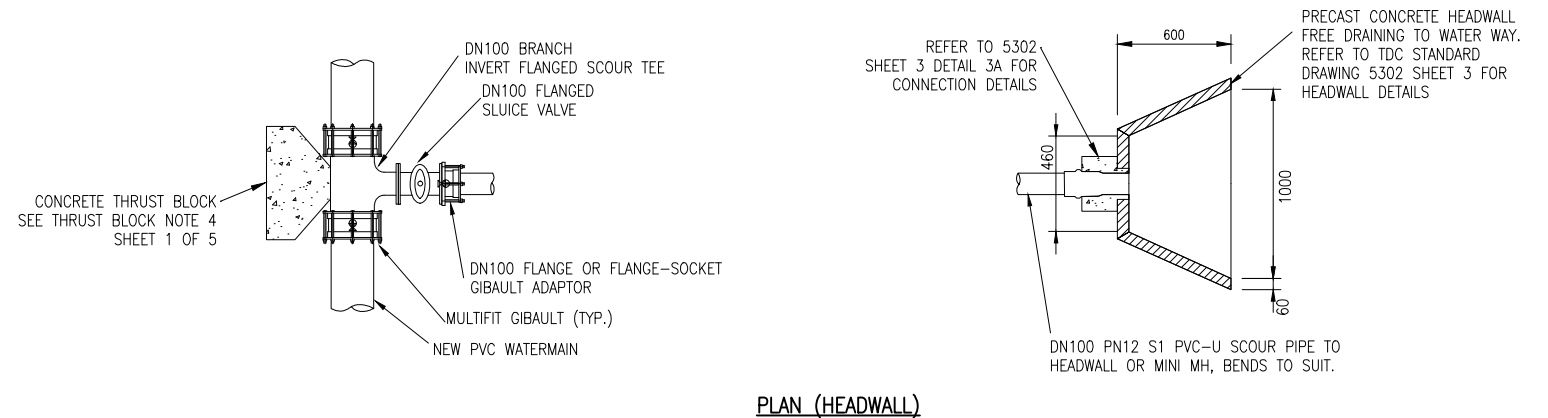 DN100 BRANCH
INVERT FLANGED SCOUR TEE
DN100 FLANGED
SLUICE VALVE
CONCRETE THRUST BLOCK
SEE THRUST BLOCK NOTE 4
SHEET 1 OF 5
DN100 FLANGE OR FLANGE-SOCKET
GIBAULT ADAPTOR
MULTIFIT GIBAULT (TYP.)
NEW PVC WATERMAIN
REFER TO 5302
SHEET 3 DETAIL 3A FOR
CONNECTION DETAILS
600
PRECAST CONCRETE HEADWALL
FREE DRAINING TO WATER WAY.
REFER TO TDC STANDARD
DRAWING 5302 SHEET 3 FOR
HEADWALL DETAILS
460
1000
60
DN100 PN12 S1 PVC-U SCOUR PIPE TO
HEADWALL OR MINI MH, BENDS TO SUIT.
PLAN (HEADWALL)